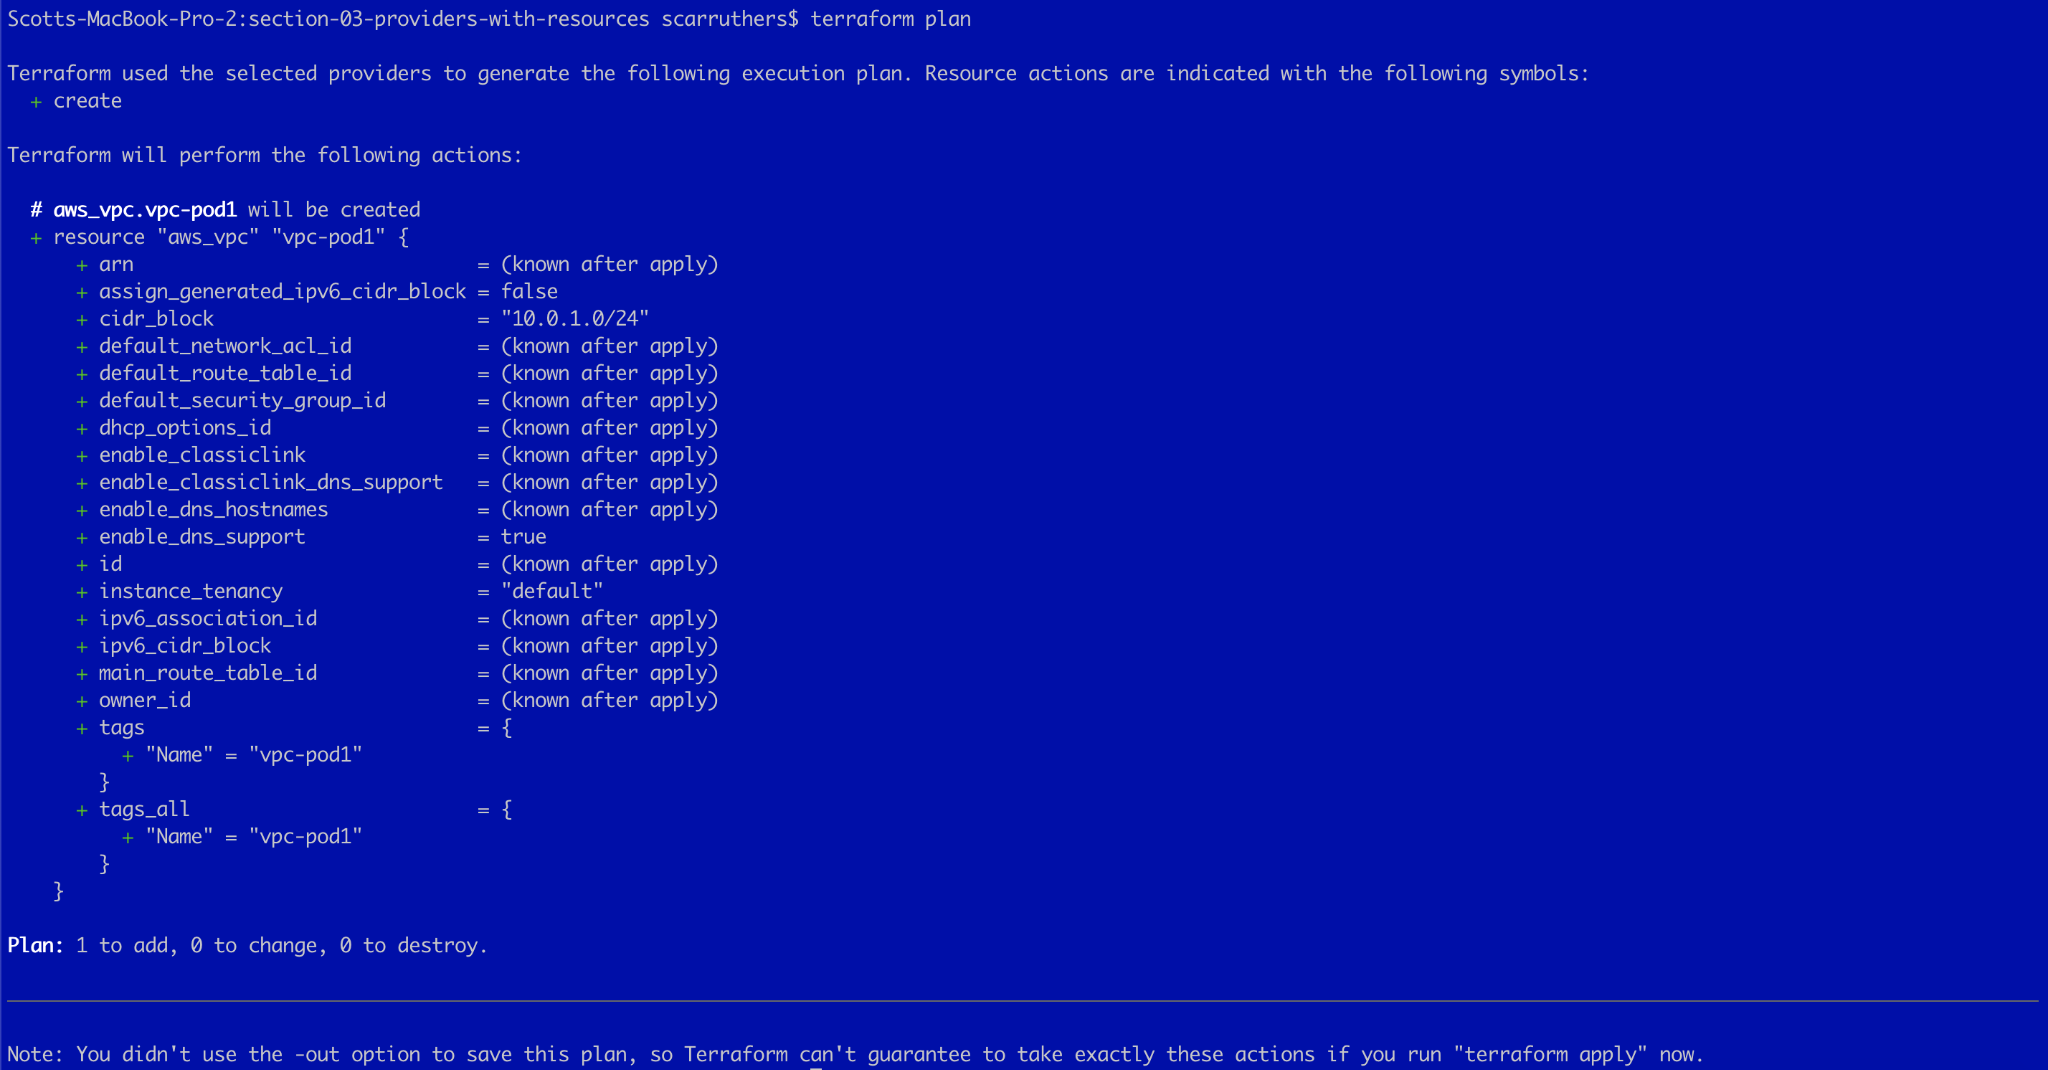 Scotts-MacBook-Pro-2:section-03-providers-with-resources scarruthers$ terraform plan
Terraform used the selected providers to generate the following execution plan. Resource actions are indicated with the following symbols:
+ create
Terraform will perform the following actions:
# aws_vpc.vpc-pod1 will be created
+ resource "aws_vpc" "vpc-pod1" {
+ arn = (known after apply)
+ assign_generated_ipv6_cidr_block = false
+ cidr_block = "10.0.1.0/24"
+ default_network_acl_id = (known after apply)
+ default_route_table_id = (known after apply)
+ default_security_group_id = (known after apply)
+ dhcp_options_id = (known after apply)
+ enable_classiclink = (known after apply)
+ enable_classiclink_dns_support = (known after apply)
+ enable_dns_hostnames = (known after apply)
+ enable_dns_support = true
+ id = (known after apply)
+ instance_tenancy = "default"
+ ipv6_association_id = (known after apply)
+ ipv6_cidr_block = (known after apply)
+ main_route_table_id = (known after apply)
+ owner_id = (known after apply)
+ tags = {
+ "Name" = "vpc-pod1"
}
+ tags_all = {
+ "Name" = "vpc-pod1"
}
}
Plan: 1 to add, 0 to change, 0 to destroy.
Note: You didn't use the -out option to save this plan, so Terraform can't guarantee to take exactly these actions if you run "terraform apply" now.